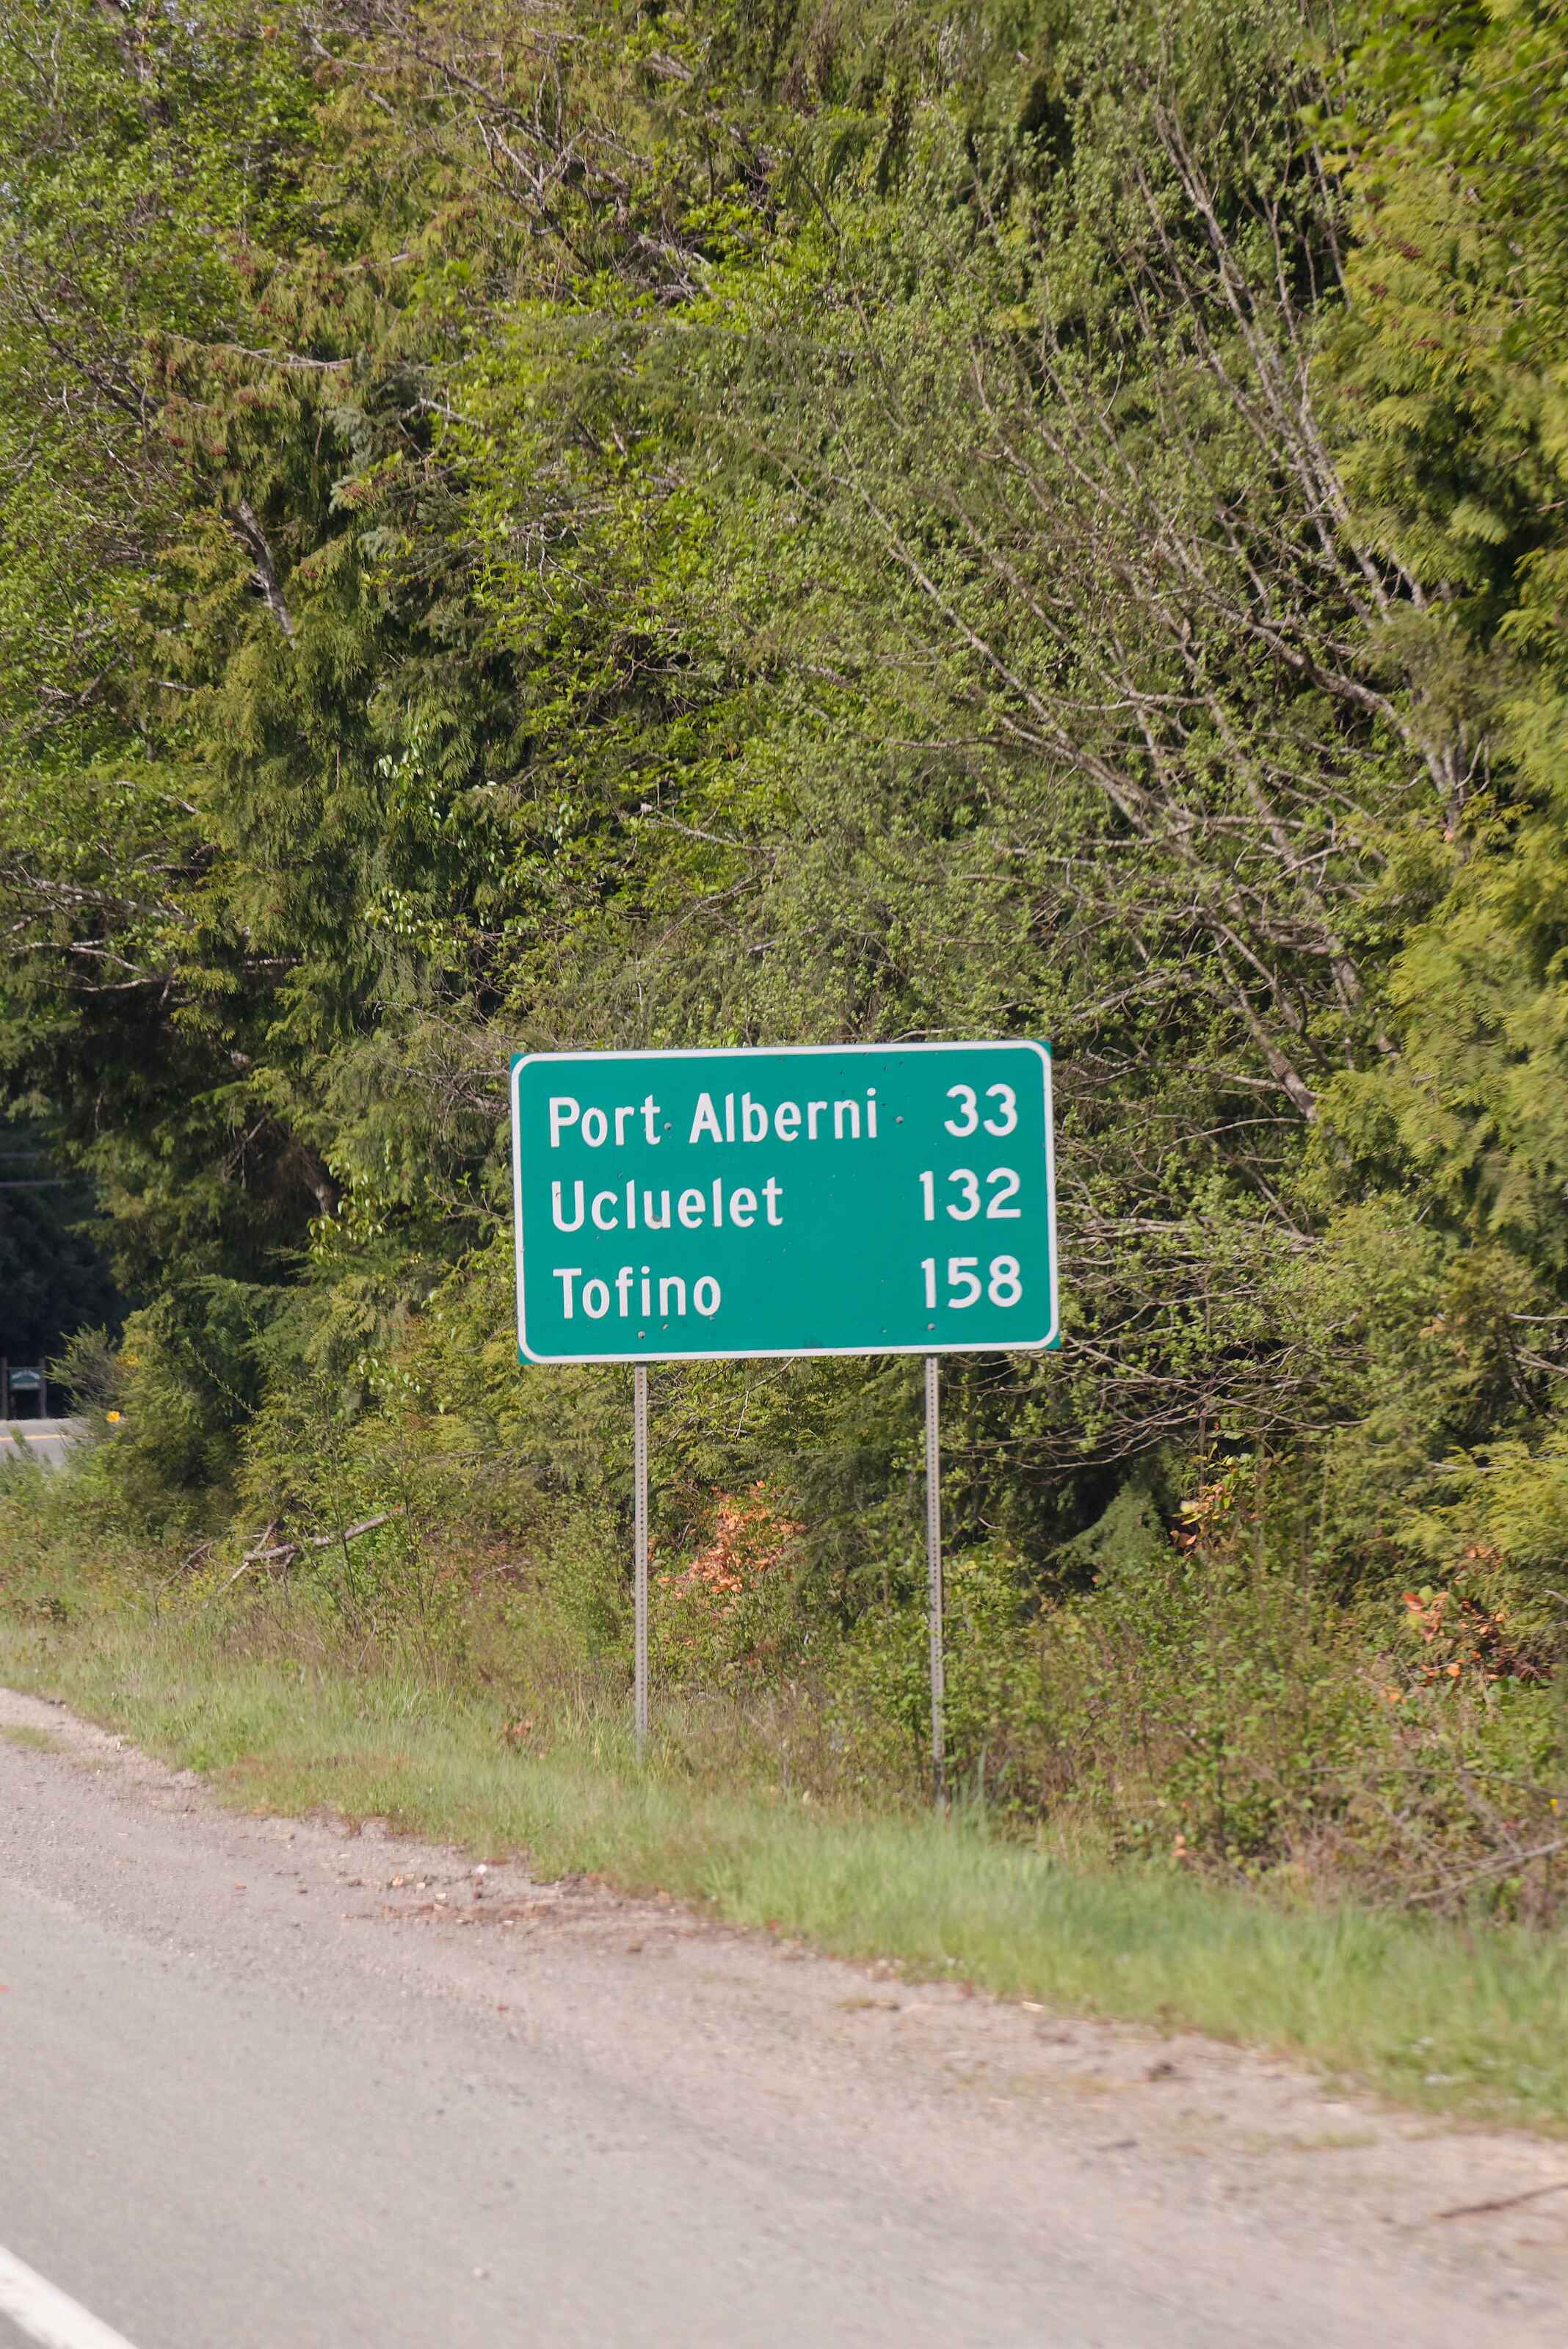 Port Alberni 33
Ucluelet 132
Tofino 158